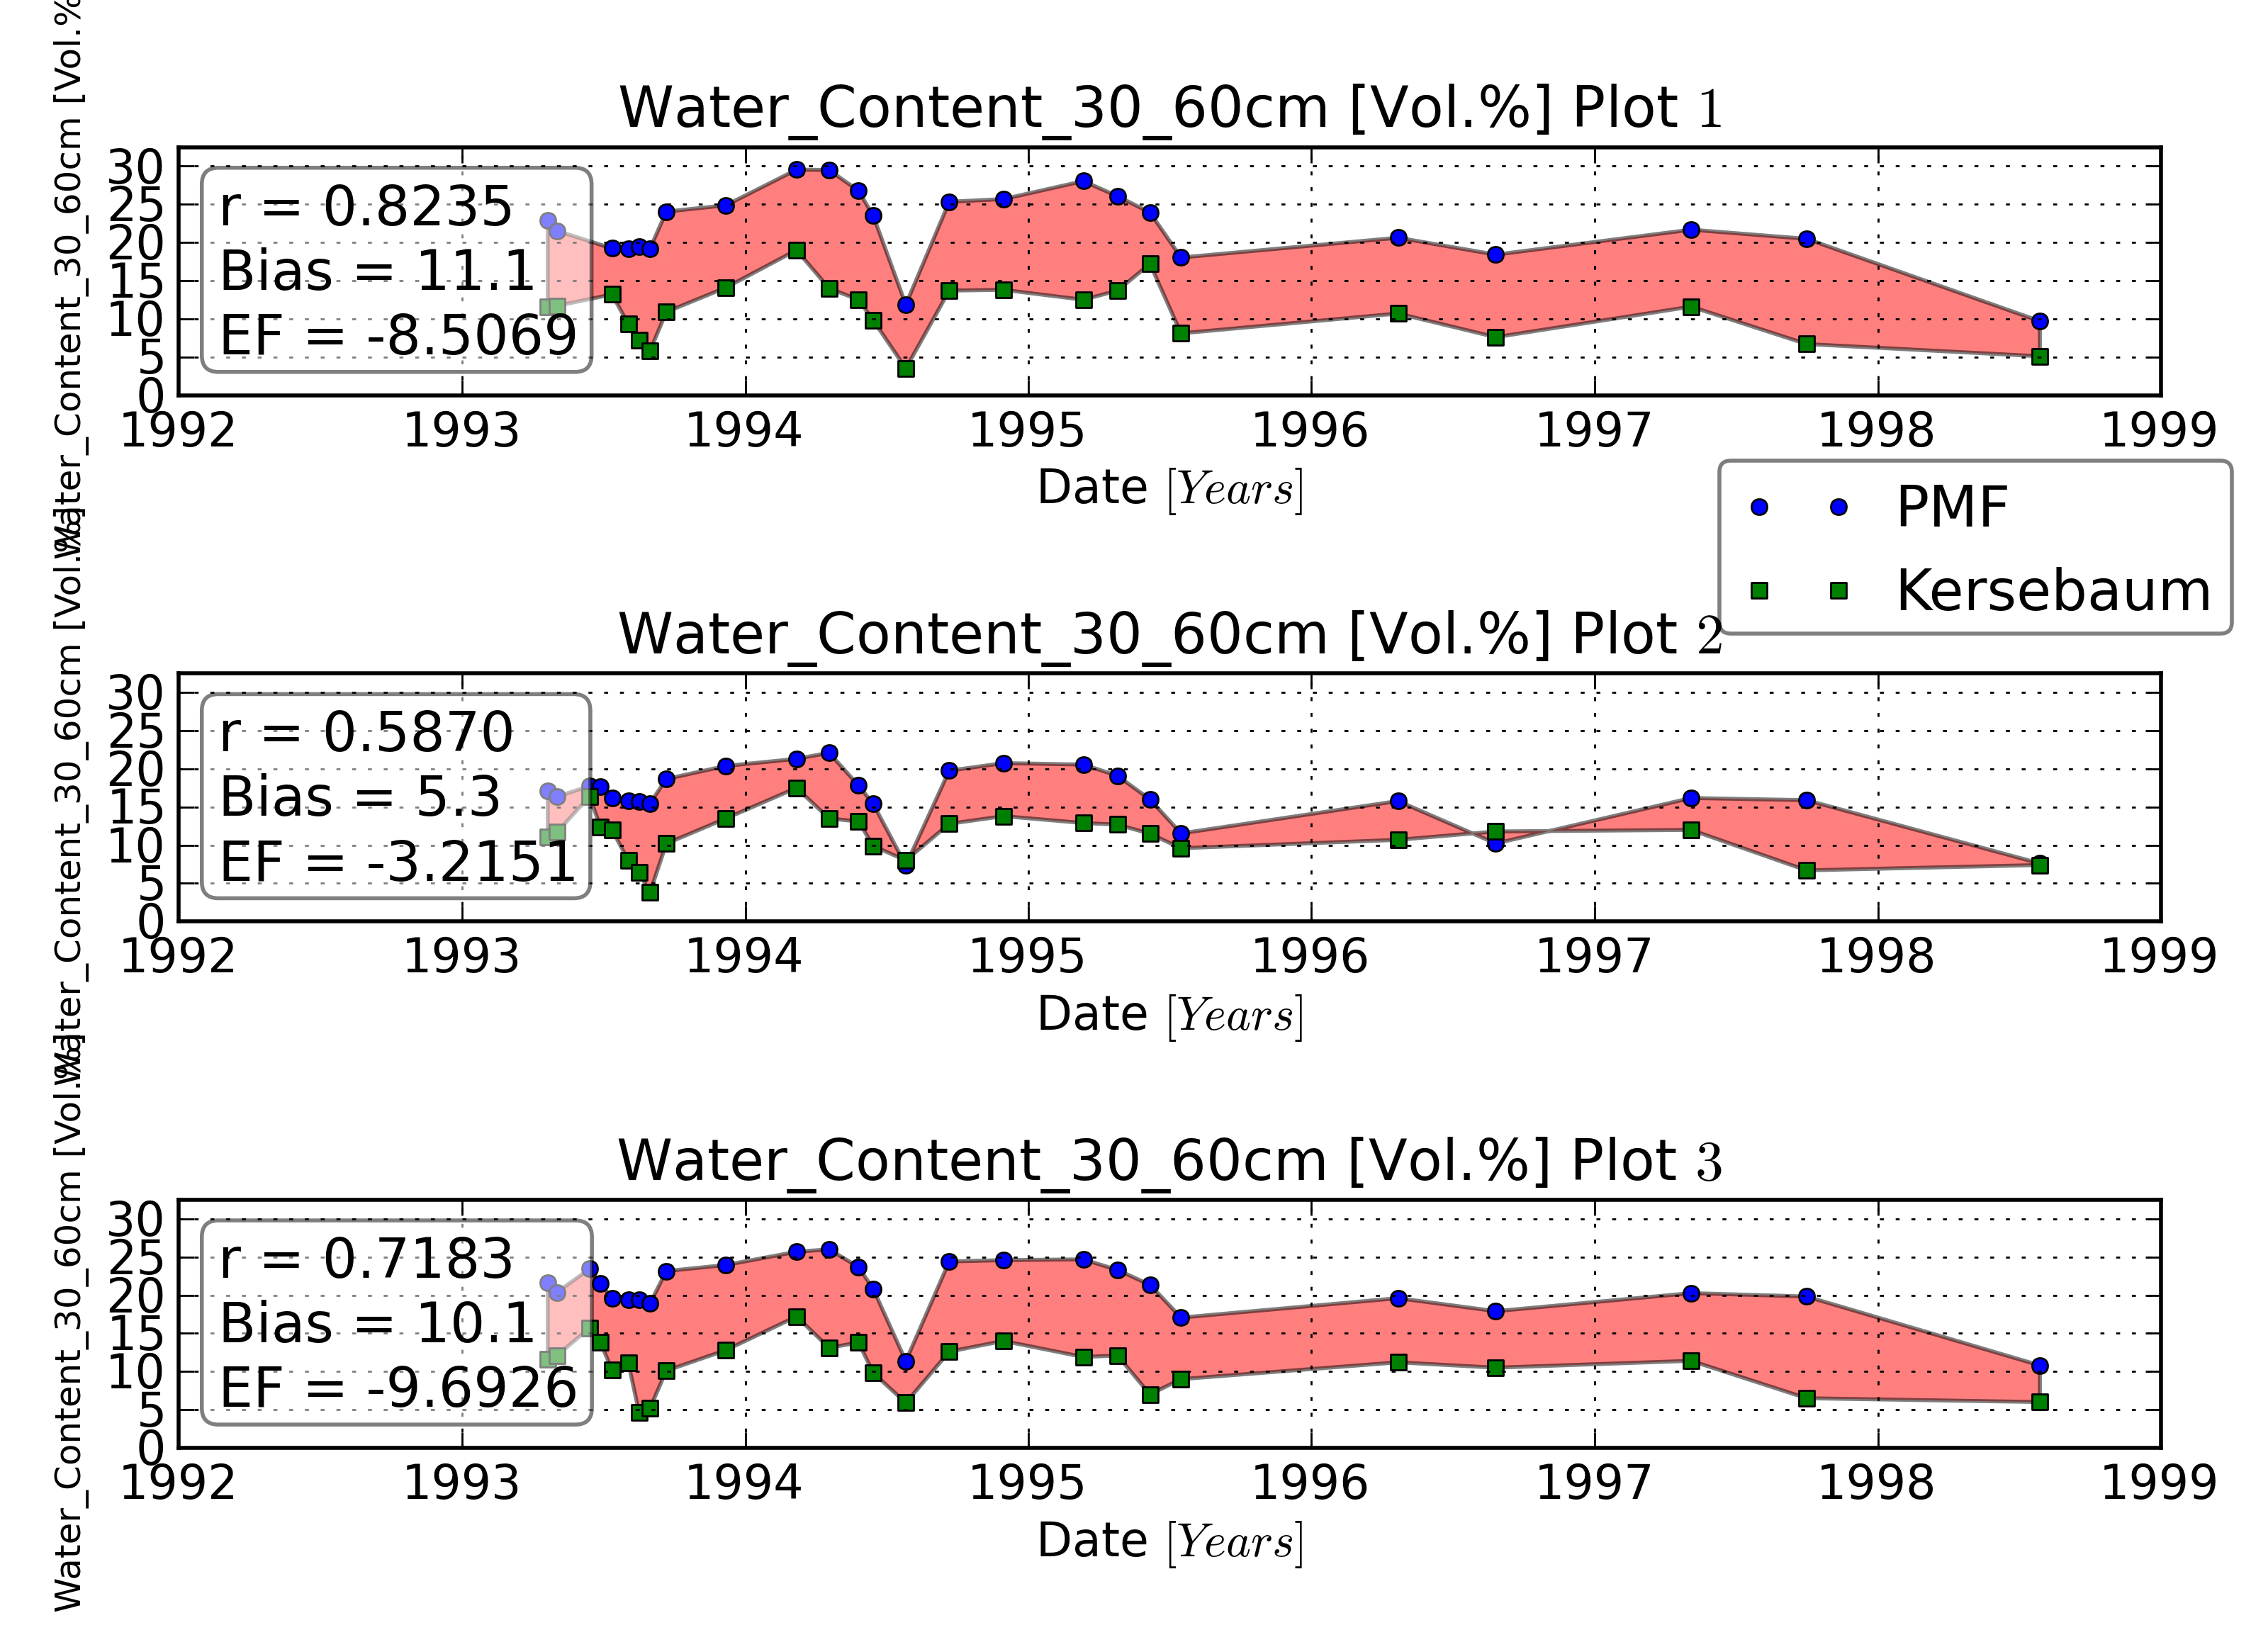 Water_Content_30_60cm [Vol.%] Plot 1
Water_Content_30_60cm [Vol.%
30
25
20
15
10
5
0
r = 0.8235
Bias = 11.1
EF = -8.5069
1992 1993 1994 1995 1996 1997 1998 1999
Date [Years]
PMF
Kersebaum
Water_Content_30_60cm [Vol.%] Plot 2
Water_Content_30_60cm [Vol.%]
30
25
20
15
10
5
0
r = 0.5870
Bias = 5.3
EF = -3.2151
1992 1993 1994 1995 1996 1997 1998 1999
Date [Years]
Water_Content_30_60cm [Vol.%] Plot 3
Water_Content_30_60cm [Vol.%]
30
25
20
15
10
5
0
r = 0.7183
Bias = 10.1
EF = -9.6926
1992 1993 1994 1995 1996 1997 1998 1999
Date [Years]